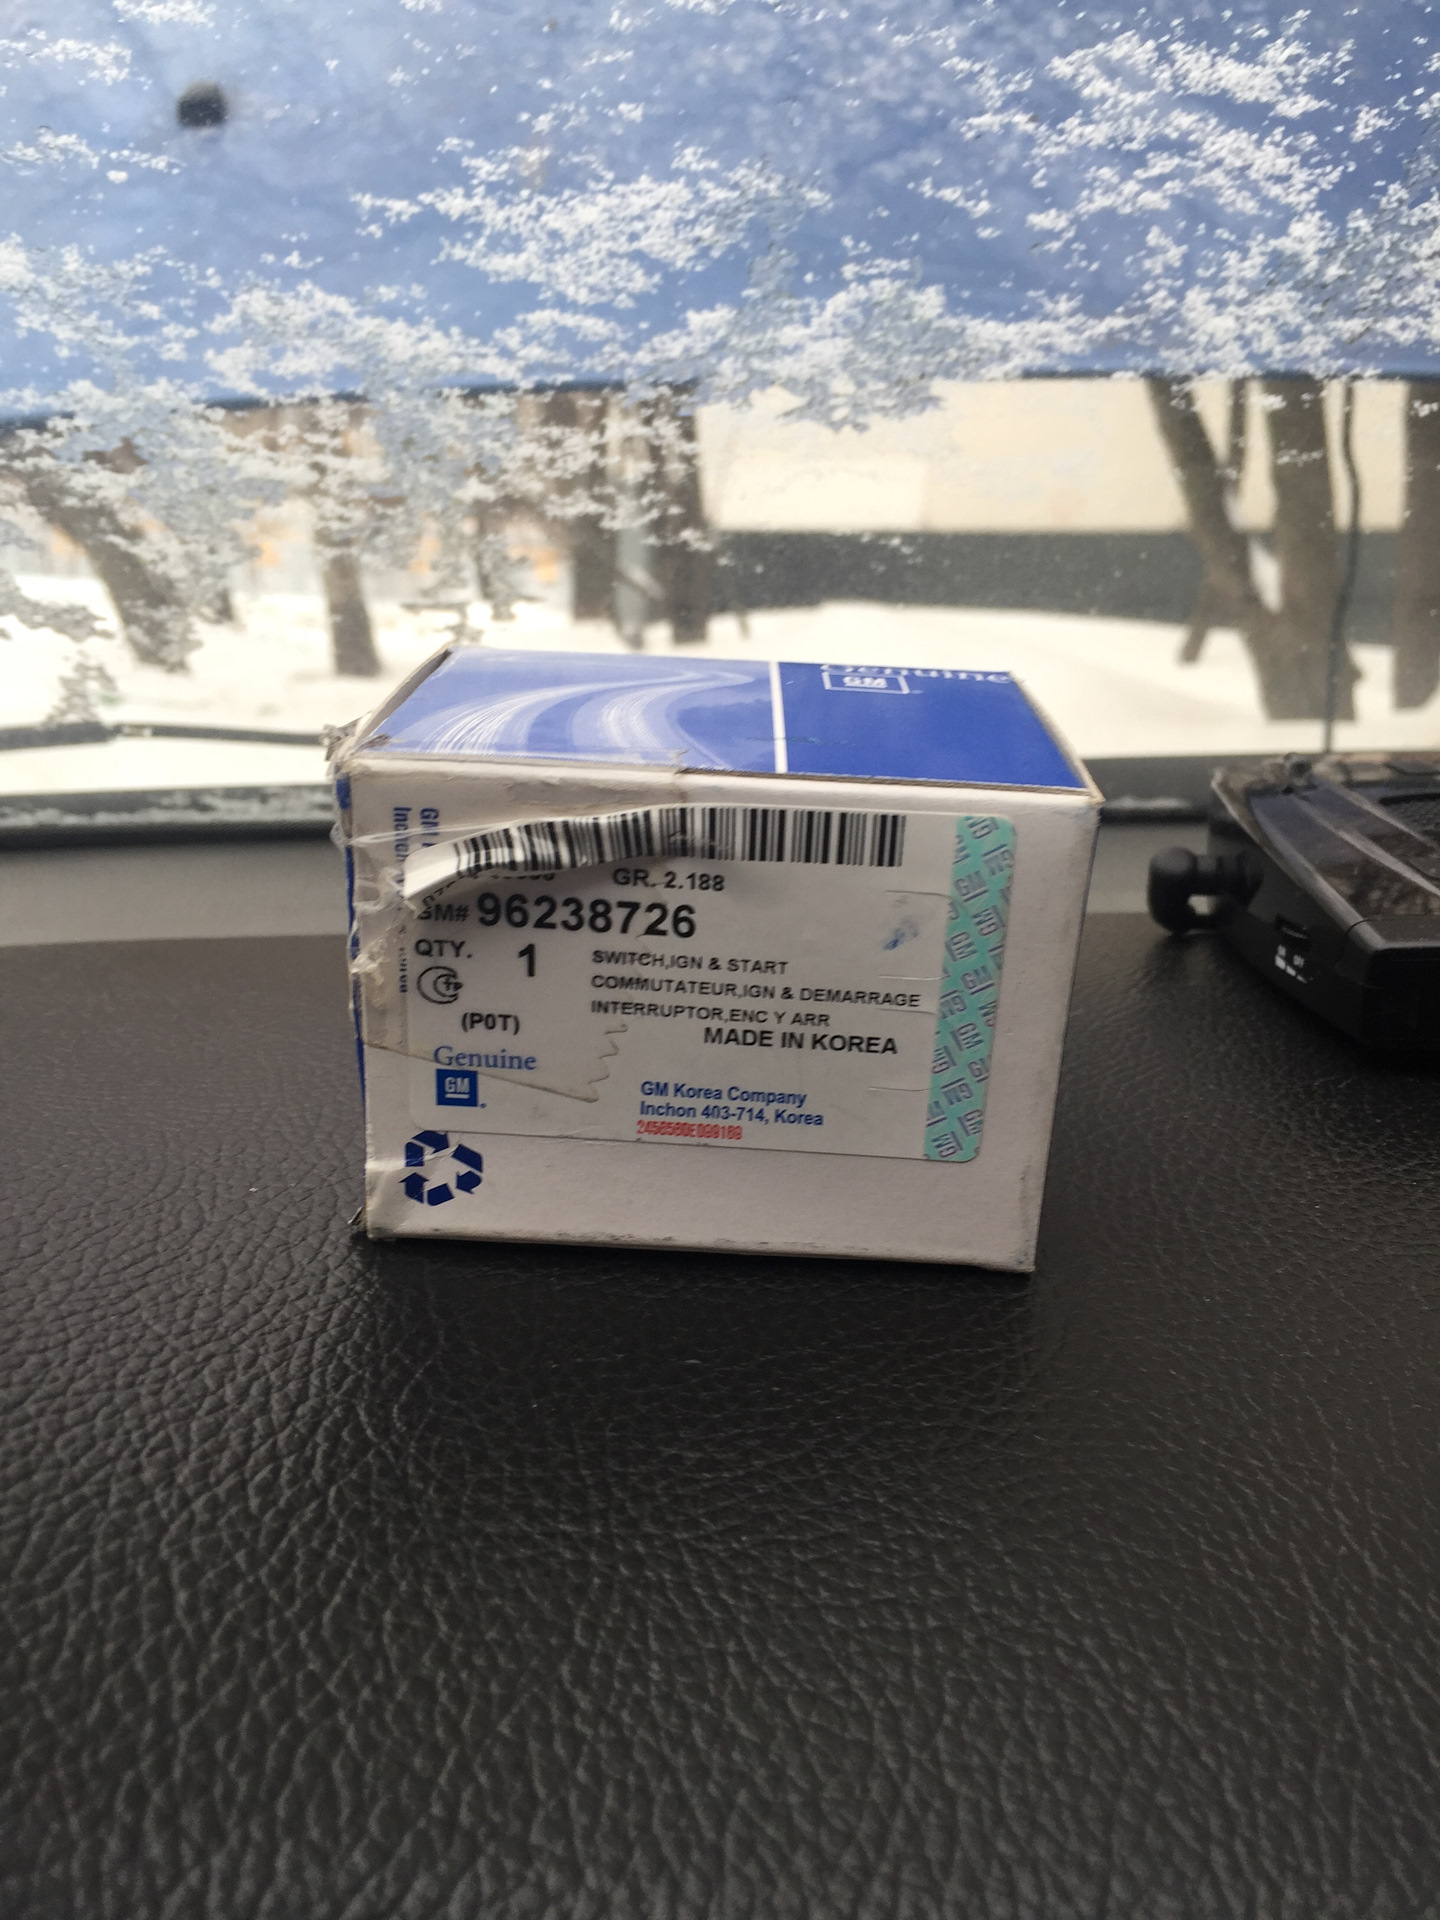 Genuine
GM
GR. 2.188
GM# 96238726
QTY. 1
SWITCH,IGN & START
COMMUTATEUR,IGN & DEMARRAGE
INTERRUPTOR,ENC Y ARR
(P0T)
MADE IN KOREA
Genuine
GM
GM Korea Company
Inchon 403-714, Korea